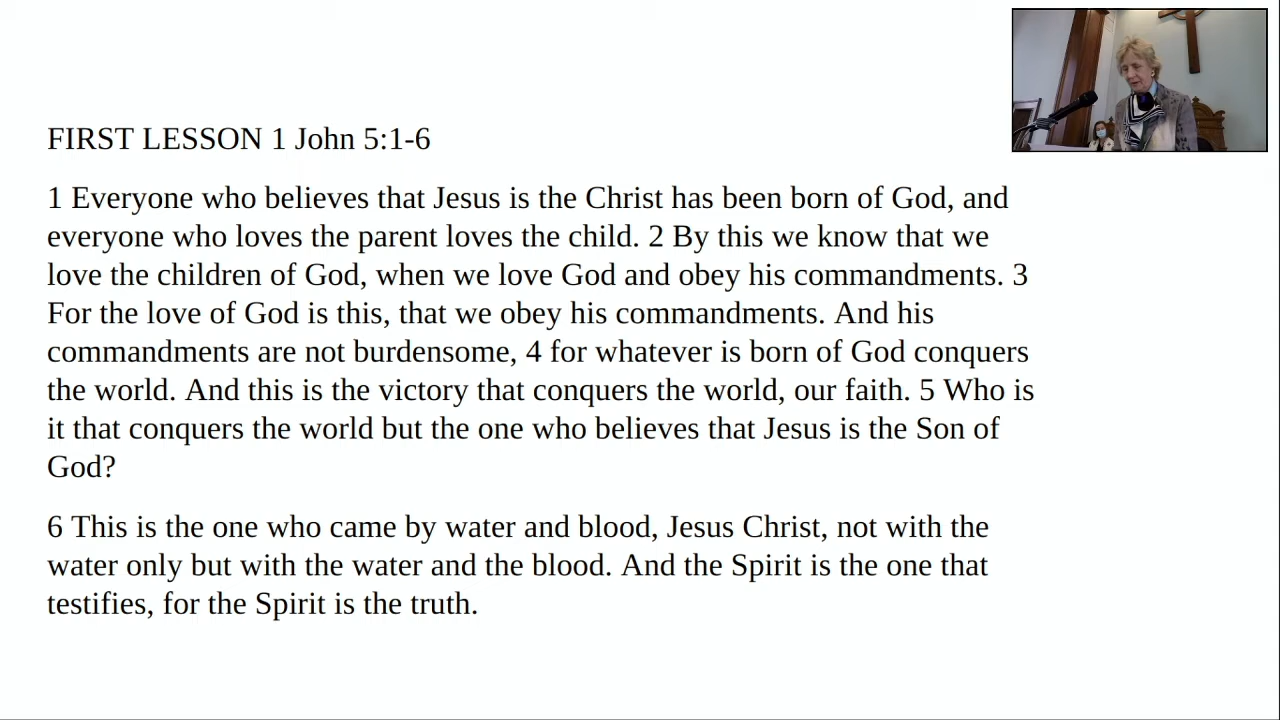 FIRST LESSON 1 John 5:1-6
1 Everyone who believes that Jesus is the Christ has been born of God, and
everyone who loves the parent loves the child. 2 By this we know that we
love the children of God, when we love God and obey his commandments. 3
For the love of God is this, that we obey his commandments. And his
commandments are not burdensome, 4 for whatever is born of God conquers
the world. And this is the victory that conquers the world, our faith. 5 Who is
it that conquers the world but the one who believes that Jesus is the Son of
God?
6 This is the one who came by water and blood, Jesus Christ, not with the
water only but with the water and the blood. And the Spirit is the one that
testifies, for the Spirit is the truth.